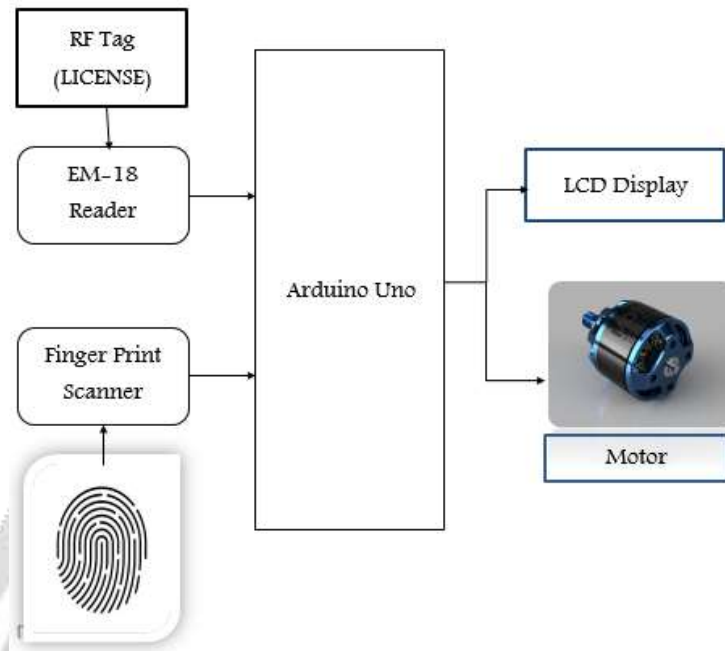 RF Tag
(LICENSE)
EM-18
Reader
Arduino Uno
LCD Display
Finger Print
Scanner
Motor